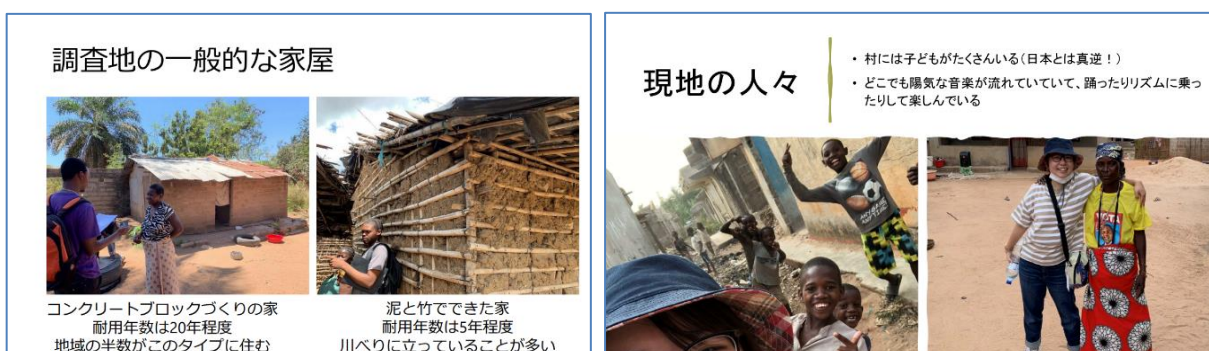 調査地の一般的な家屋
コンクリートブロックづくりの家
耐用年数は20年程度
地域の半数がこのタイプに住む
泥と竹でできた家
耐用年数は5年程度
川べりに立っていることが多い
現地の人々
• 村には子どもがたくさんいる（日本とは真逆！）
• どこでも陽気な音楽が流れていていて、踊ったりリズムに乗っ
たりして楽しんでいる